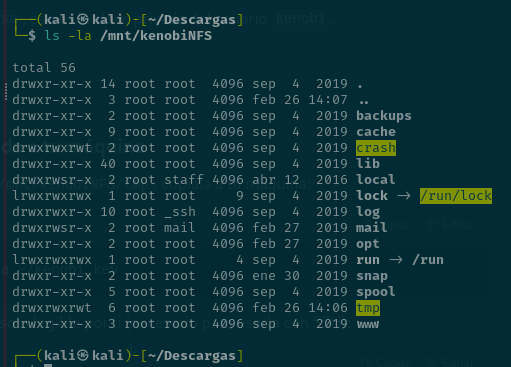 ┌──(kali㉿kali)-[~/Descargas]
└─$ ls -la /mnt/kenobiNFS
total 56
drwxr-xr-x 14 root root  4096 sep  4  2019 .
drwxr-xr-x  3 root root  4096 feb 26 14:07 ..
drwxr-xr-x  2 root root  4096 sep  4  2019 backups
drwxr-xr-x  9 root root  4096 sep  4  2019 cache
drwxrwxrwt  2 root root  4096 sep  4  2019 crash
drwxr-xr-x 40 root root  4096 sep  4  2019 lib
drwxrwsr-x  2 root staff 4096 abr 12  2016 local
lrwxrwxrwx  1 root root     9 sep  4  2019 lock -> /run/lock
drwxrwxr-x 10 root _ssh  4096 sep  4  2019 log
drwxrwsr-x  2 root mail  4096 feb 27  2019 mail
drwxr-xr-x  2 root root  4096 feb 27  2019 opt
lrwxrwxrwx  1 root root     4 sep  4  2019 run -> /run
drwxr-xr-x  2 root root  4096 ene 30  2019 snap
drwxr-xr-x  5 root root  4096 sep  4  2019 spool
drwxrwxrwt  6 root root  4096 feb 26 14:06 tmp
drwxr-xr-x  3 root root  4096 sep  4  2019 www
┌──(kali㉿kali)-[~/Descargas]